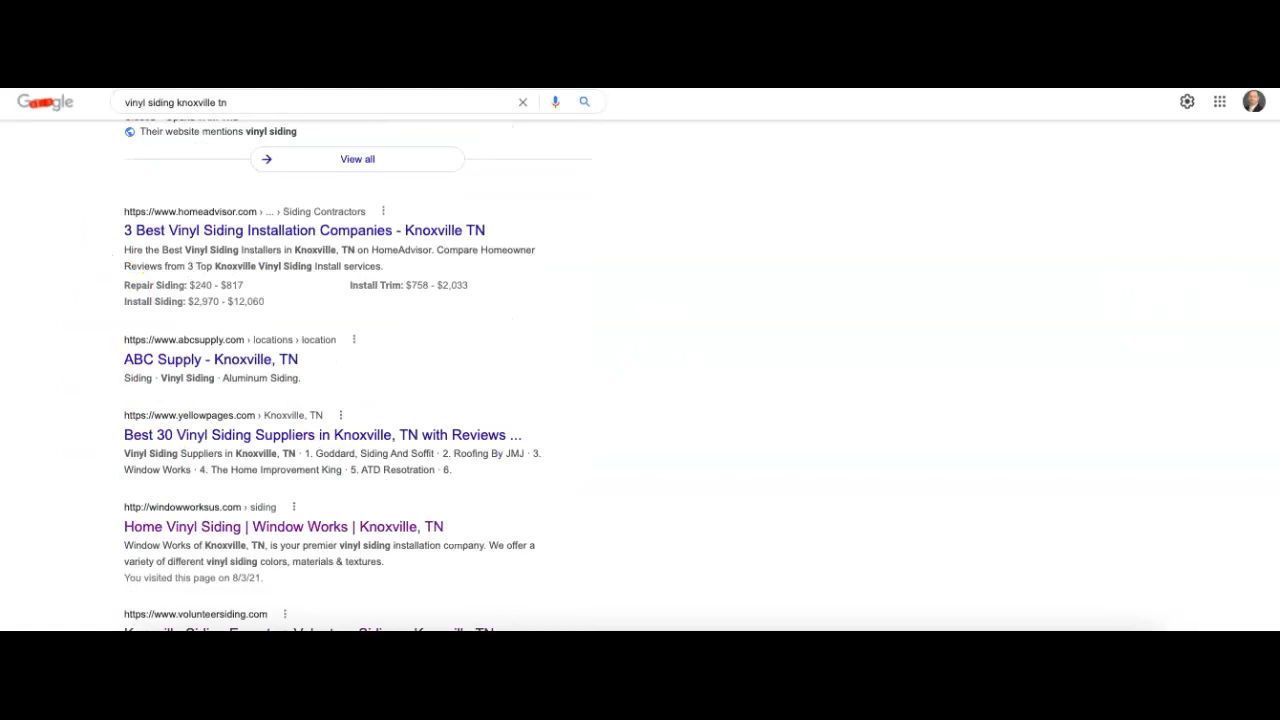 Google
vinyl siding knoxville tn
Their website mentions vinyl siding
View all
https://www.homeadvisor.com › ... › Siding Contractors
3 Best Vinyl Siding Installation Companies - Knoxville TN
Hire the Best Vinyl Siding Installers in Knoxville, TN on HomeAdvisor. Compare Homeowner
Reviews from 3 Top Knoxville Vinyl Siding Install services.
Repair Siding: $240 - $817 Install Trim: $758 - $2,033
Install Siding: $2,970 - $12,060
https://www.abcsupply.com › locations › location
ABC Supply - Knoxville, TN
Siding · Vinyl Siding · Aluminum Siding.
https://www.yellowpages.com › Knoxville, TN
Best 30 Vinyl Siding Suppliers in Knoxville, TN with Reviews ...
Vinyl Siding Suppliers in Knoxville, TN · 1. Goddard, Siding And Soffit · 2. Roofing By JMJ · 3.
Window Works · 4. The Home Improvement King · 5. ATD Resotration · 6.
http://windowworksus.com › siding
Home Vinyl Siding | Window Works | Knoxville, TN
Window Works of Knoxville, TN, is your premier vinyl siding installation company. We offer a
variety of different vinyl siding colors, materials & textures.
You visited this page on 8/3/21.
https://www.volunteersiding.com